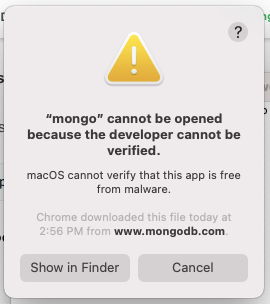 ?
“mongo” cannot be opened
because the developer cannot be
verified.
macOS cannot verify that this app is free
from malware.
Chrome downloaded this file today at
2:56 PM from www.mongodb.com.
Show in Finder
Cancel